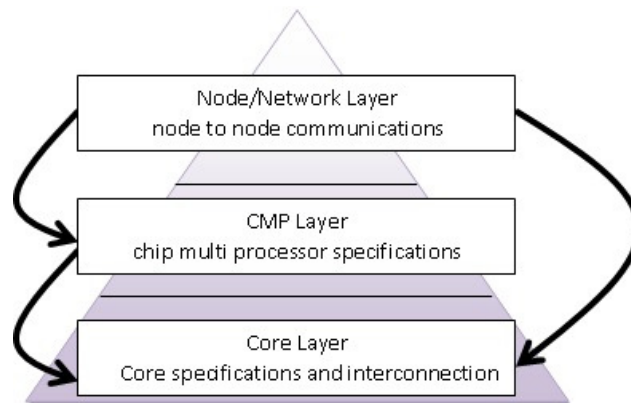 Node/Network Layer
node to node communications
CMP Layer
chip multi processor specifications
Core Layer
Core specifications and interconnection